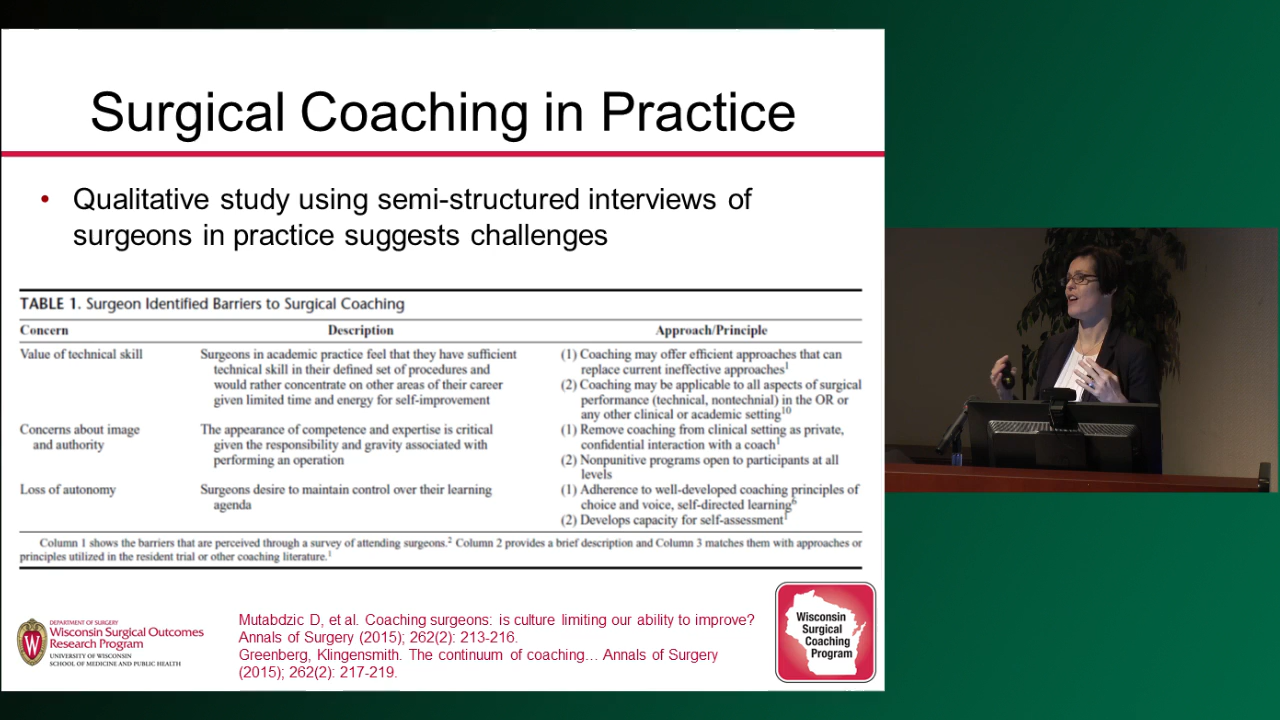 Surgical Coaching in Practice
• Qualitative study using semi-structured interviews of
surgeons in practice suggests challenges
TABLE 1. Surgeon Identified Barriers to Surgical Coaching
Concern Description Approach/Principle
Value of technical skill Surgeons in academic practice feel that they have sufficient (1) Coaching may offer efficient approaches that can
technical skill in their defined set of procedures and replace current ineffective approaches1
would rather concentrate on other areas of their career (2) Coaching may be applicable to all aspects of surgical
given limited time and energy for self-improvement performance (technical, nontechnial) in the OR or
any other clinical or academic setting10
Concerns about image The appearance of competence and expertise is critical (1) Remove coaching from clinical setting as private,
and authority given the responsibility and gravity associated with confidential interaction with a coach1
performing an operation (2) Nonpunitive programs open to participants at all
levels
Loss of autonomy Surgeons desire to maintain control over their learning (1) Adherence to well-developed coaching principles of
agenda choice and voice, self-directed learning6
(2) Develops capacity for self-assessment1
Column 1 shows the barriers that are perceived through a survey of attending surgeons.2 Column 2 provides a brief description and Column 3 matches them with approaches or
principles utilized in the resident trial or other coaching literature.1
DEPARTMENT OF SURGERY
Wisconsin Surgical Outcomes
Research Program
UNIVERSITY OF WISCONSIN
SCHOOL OF MEDICINE AND PUBLIC HEALTH
W
Mutabdzic D, et al. Coaching surgeons: is culture limiting our ability to improve?
Annals of Surgery (2015); 262(2): 213-216.
Greenberg, Klingensmith. The continuum of coaching... Annals of Surgery
(2015); 262(2): 217-219.
Wisconsin
Surgical
Coaching
Program